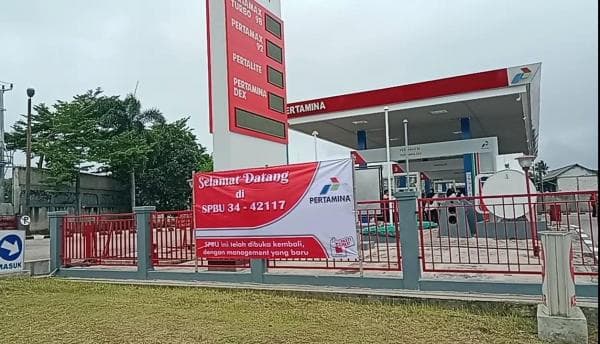 PERTAMAX
TURBO 98
PERTAMAX
92
PERTALITE
PERTAMINA
DEX
PERTAMINA
Selamat Datang
di
SPBU 34 - 42117
PERTAMINA
SPBU ini telah dibuka kembali,
dengan management yang baru
MASUK